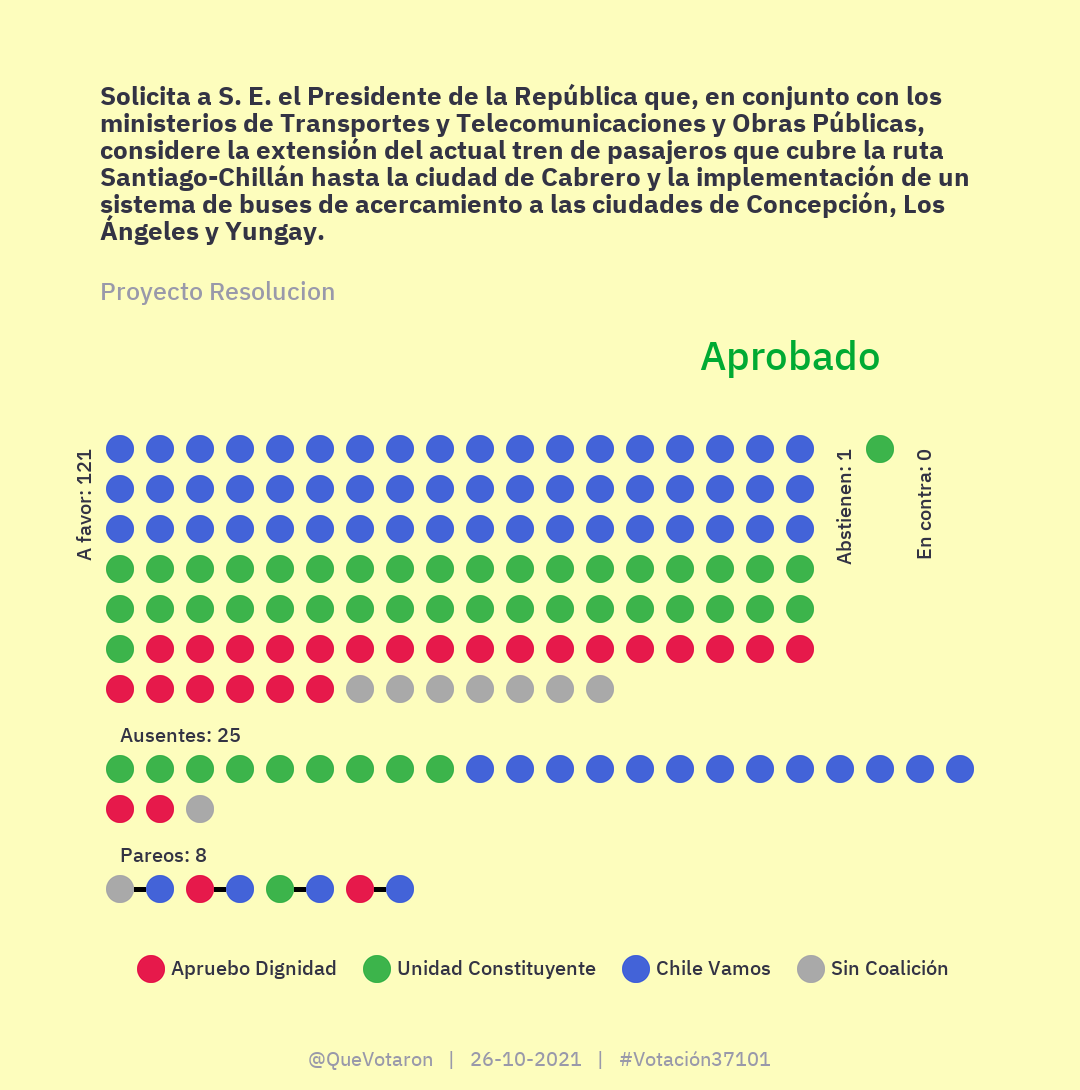 Solicita a S. E. el Presidente de la República que, en conjunto con los
ministerios de Transportes y Telecomunicaciones y Obras Públicas,
considere la extensión del actual tren de pasajeros que cubre la ruta
Santiago-Chillán hasta la ciudad de Cabrero y la implementación de un
sistema de buses de acercamiento a las ciudades de Concepción, Los
Ángeles y Yungay.
Proyecto Resolucion
Aprobado
A favor: 121
Abstienen: 1
En contra: 0
Ausentes: 25
Pareos: 8
Apruebo Dignidad
Unidad Constituyente
Chile Vamos
Sin Coalición
@QueVotaron | 26-10-2021 | #Votación37101